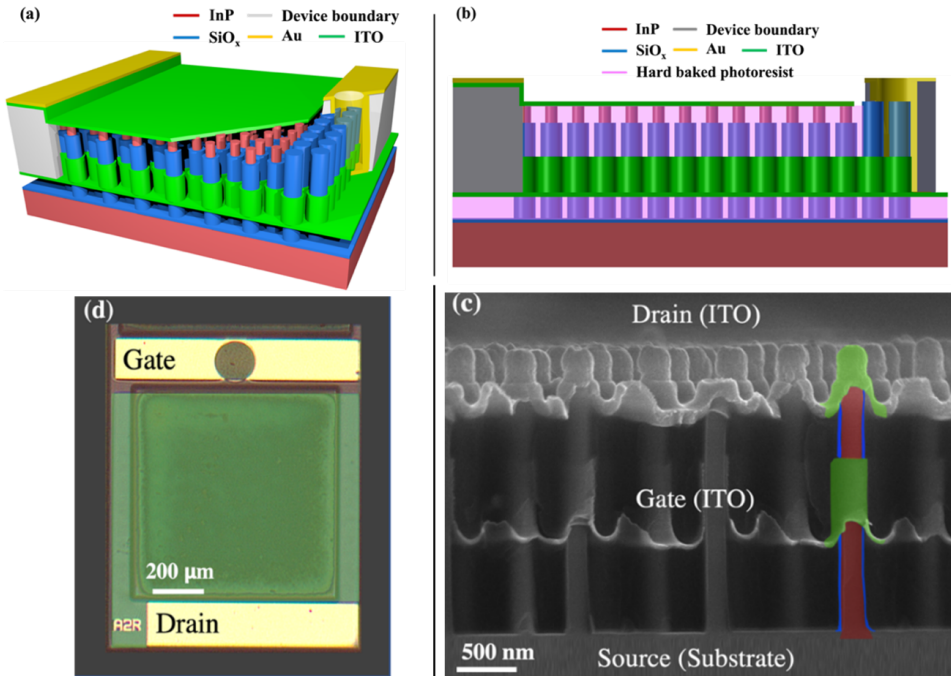 (a)
InP Device boundary
SiOx Au ITO
(b)
InP Device boundary
SiOx Au ITO
Hard baked photoresist
(d)
Gate
200 μm
A2R
Drain
(c)
Drain (ITO)
Gate (ITO)
500 nm
Source (Substrate)